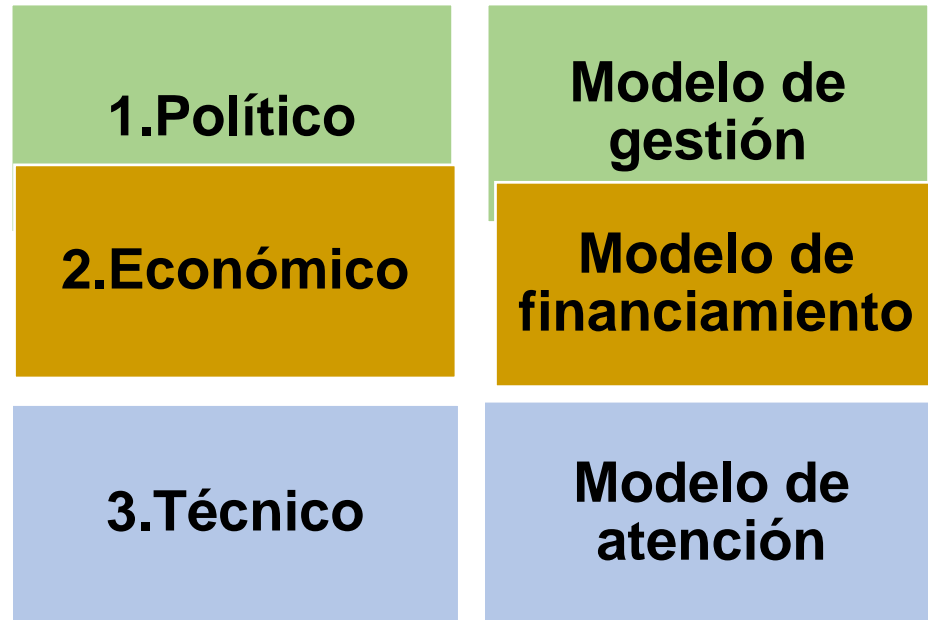 1.Político
Modelo de
gestión
2.Económico
Modelo de
financiamiento
3.Técnico
Modelo de
atención